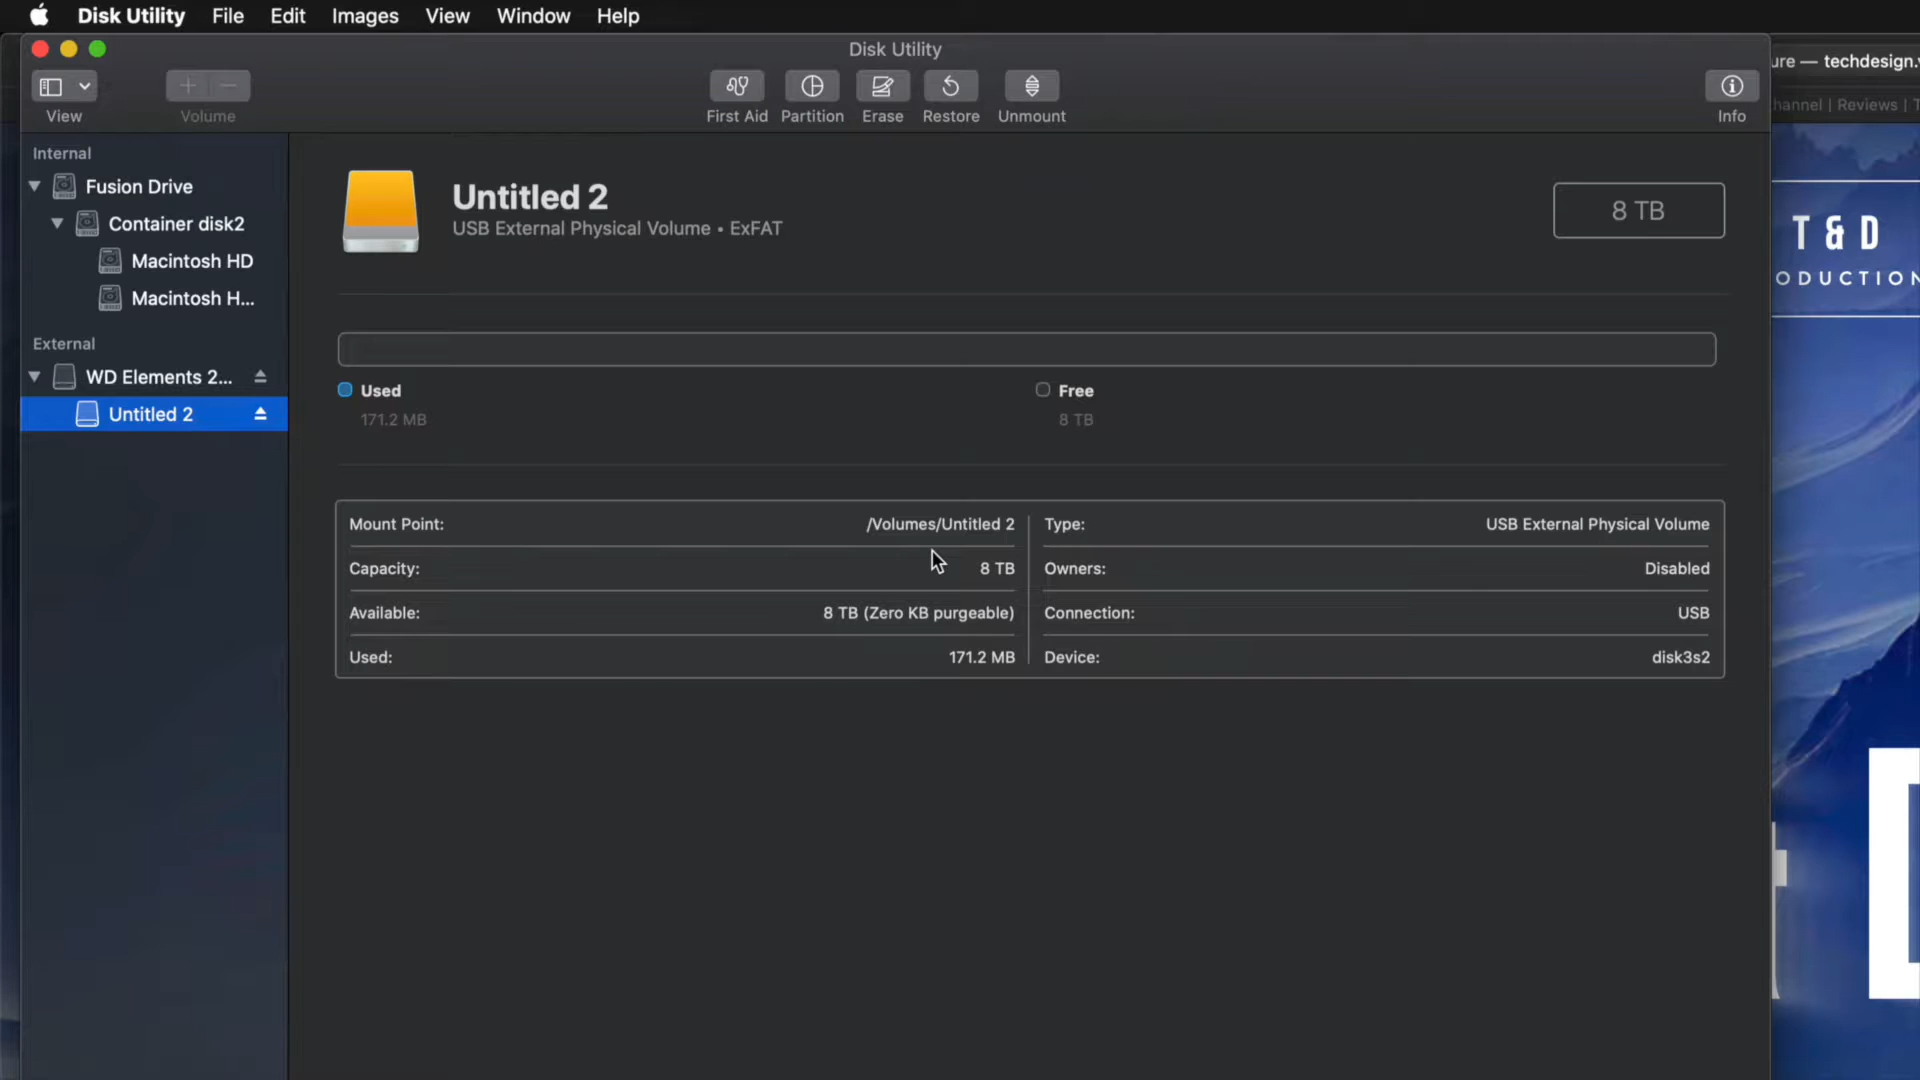 Disk Utility File Edit Images View Window Help
Disk Utility
— techdesign.
View Volume First Aid Partition Erase Restore Unmount Info
| Reviews |
Internal
Fusion Drive
Container disk2
Macintosh HD
Macintosh H...
External
WD Elements 2...
Untitled 2
Untitled 2
USB External Physical Volume • ExFAT
8 TB
Used
171.2 MB
Free
8 TB
Mount Point: /Volumes/Untitled 2
Capacity: 8 TB
Available: 8 TB (Zero KB purgeable)
Used: 171.2 MB
Type: USB External Physical Volume
Owners: Disabled
Connection: USB
Device: disk3s2
T & D